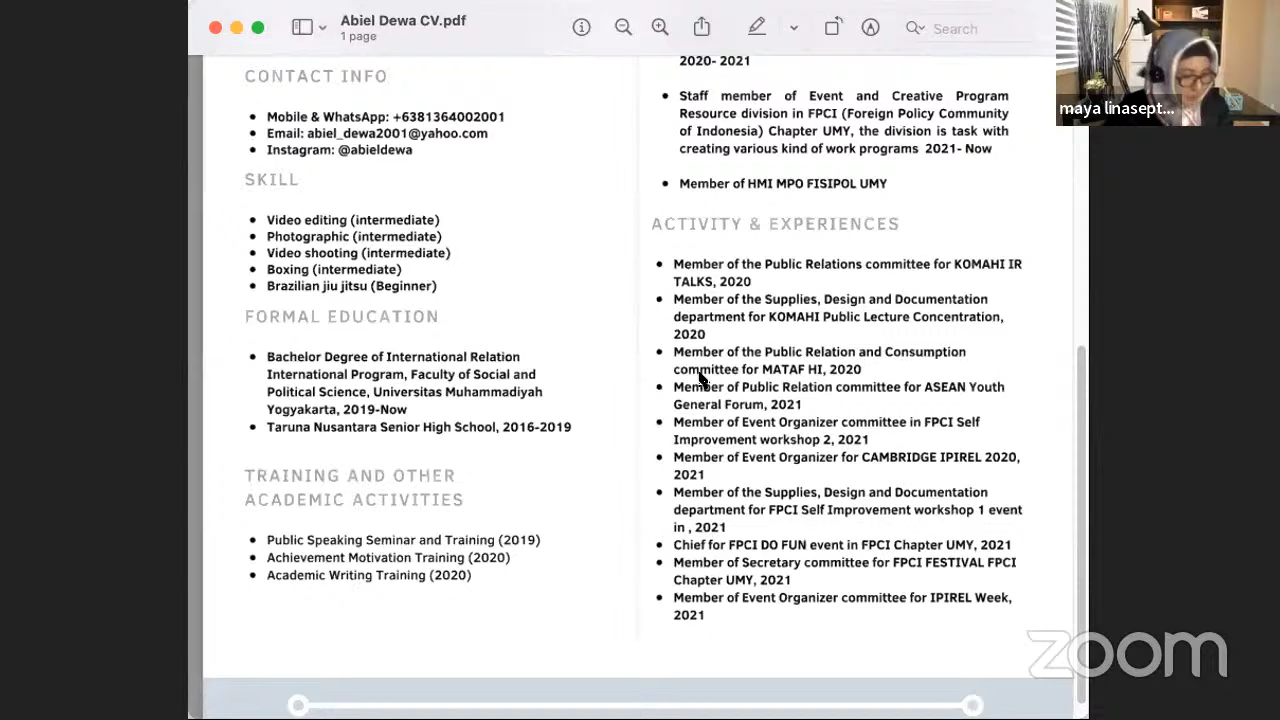 Abiel Dewa CV.pdf
1 page
Search
maya linasept...
CONTACT INFO
• Mobile & WhatsApp: +6381364002001
• Email: abiel_dewa2001@yahoo.com
• Instagram: @abieldewa
SKILL
• Video editing (intermediate)
• Photographic (intermediate)
• Video shooting (intermediate)
• Boxing (intermediate)
• Brazilian jiu jitsu (Beginner)
FORMAL EDUCATION
• Bachelor Degree of International Relation
International Program, Faculty of Social and
Political Science, Universitas Muhammadiyah
Yogyakarta, 2019-Now
• Taruna Nusantara Senior High School, 2016-2019
TRAINING AND OTHER
ACADEMIC ACTIVITIES
• Public Speaking Seminar and Training (2019)
• Achievement Motivation Training (2020)
• Academic Writing Training (2020)
2020- 2021
• Staff member of Event and Creative Program
Resource division in FPCI (Foreign Policy Community
of Indonesia) Chapter UMY, the division is task with
creating various kind of work programs 2021- Now
• Member of HMI MPO FISIPOL UMY
ACTIVITY & EXPERIENCES
• Member of the Public Relations committee for KOMAHI IR
TALKS, 2020
• Member of the Supplies, Design and Documentation
department for KOMAHI Public Lecture Concentration,
2020
• Member of the Public Relation and Consumption
committee for MATAF HI, 2020
• Member of Public Relation committee for ASEAN Youth
General Forum, 2021
• Member of Event Organizer committee in FPCI Self
Improvement workshop 2, 2021
• Member of Event Organizer for CAMBRIDGE IPIREL 2020,
2021
• Member of the Supplies, Design and Documentation
department for FPCI Self Improvement workshop 1 event
in , 2021
• Chief for FPCI DO FUN event in FPCI Chapter UMY, 2021
• Member of Secretary committee for FPCI FESTIVAL FPCI
Chapter UMY, 2021
• Member of Event Organizer committee for IPIREL Week,
2021
zoom